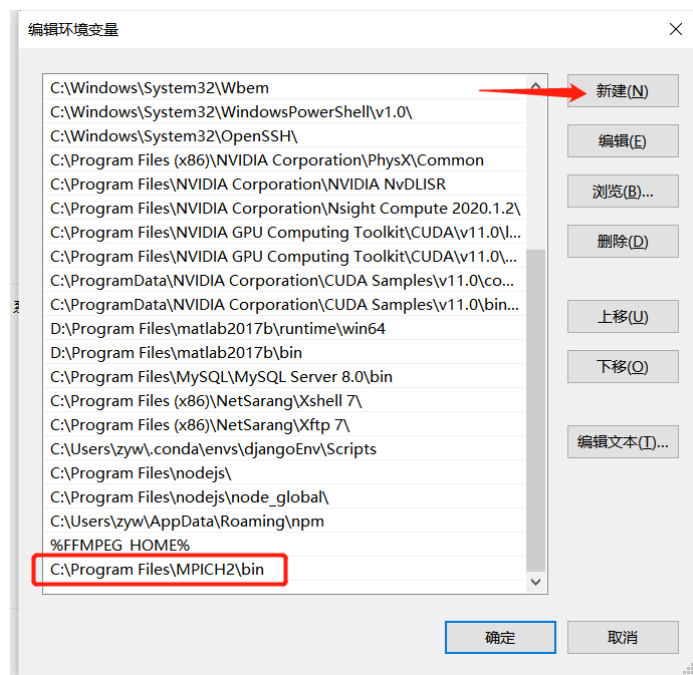 编辑环境变量
C:\Windows\System32\Wbem
C:\Windows\System32\WindowsPowerShell\v1.0\
C:\Windows\System32\OpenSSH\
C:\Program Files (x86)\NVIDIA Corporation\PhysX\Common
C:\Program Files\NVIDIA Corporation\NVIDIA NvDLISR
C:\Program Files\NVIDIA Corporation\Nsight Compute 2020.1.2\
C:\Program Files\NVIDIA GPU Computing Toolkit\CUDA\v11.0\l...
C:\Program Files\NVIDIA GPU Computing Toolkit\CUDA\v11.0\...
C:\ProgramData\NVIDIA Corporation\CUDA Samples\v11.0\co...
C:\ProgramData\NVIDIA Corporation\CUDA Samples\v11.0\bin...
D:\Program Files\matlab2017b\runtime\win64
D:\Program Files\matlab2017b\bin
C:\Program Files\MySQL\MySQL Server 8.0\bin
C:\Program Files (x86)\NetSarang\Xshell 7\
C:\Program Files (x86)\NetSarang\Xftp 7\
C:\Users\zyw\.conda\envs\djangoEnv\Scripts
C:\Program Files\nodejs\
C:\Program Files\nodejs\node_global\
C:\Users\zyw\AppData\Roaming\npm
%FFMPEG_HOME%
C:\Program Files\MPICH2\bin
新建(N)
编辑(E)
浏览(B)...
删除(D)
上移(U)
下移(O)
编辑文本(T)...
确定
取消